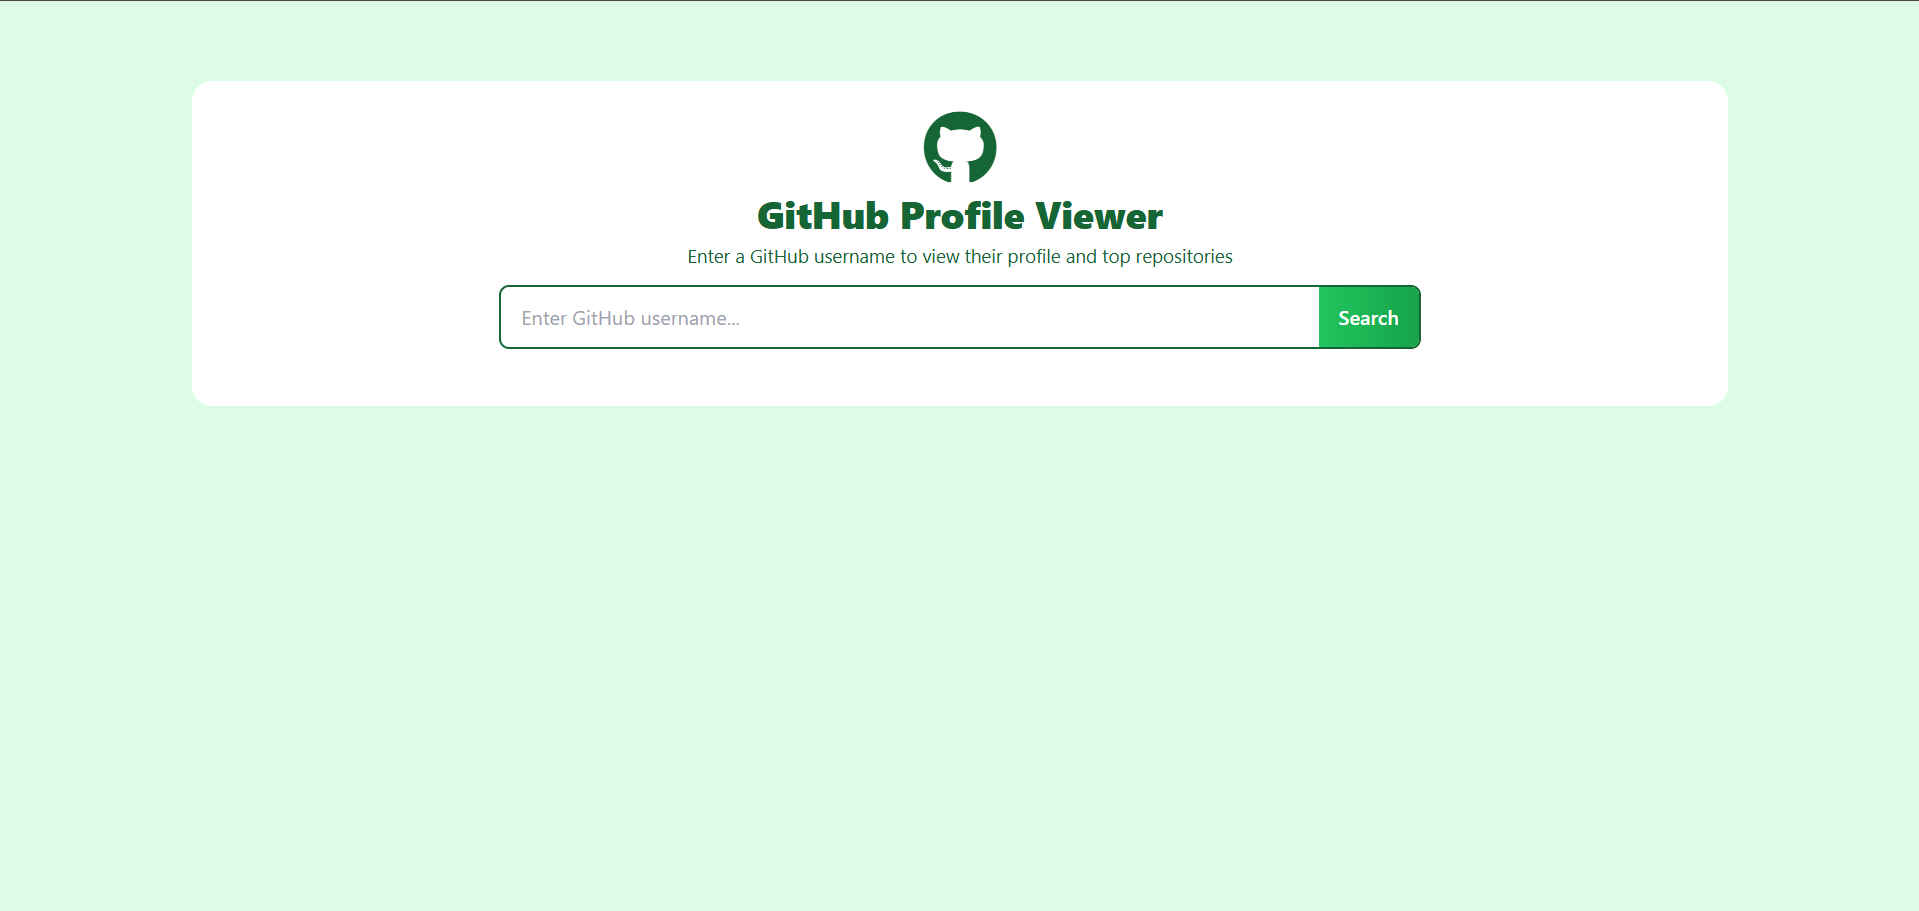 GitHub Profile Viewer
Enter a GitHub username to view their profile and top repositories
Enter GitHub username...
Search